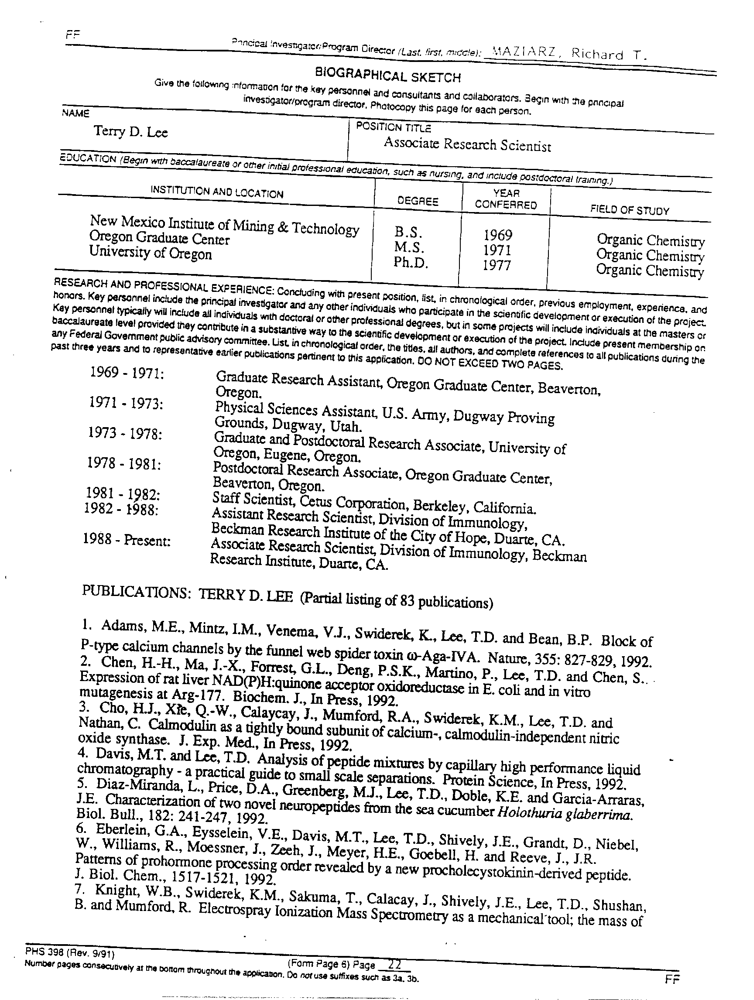 FF
Principal Investigator/Program Director (Last, first, middle): MAZIARZ, Richard T.
BIOGRAPHICAL SKETCH
Give the following information for the key personnel and consultants and collaborators. Begin with the principal
investigator/program director. Photocopy this page for each person.
NAME
POSITION TITLE
Terry D. Lee
Associate Research Scientist
EDUCATION (Begin with baccalaureate or other initial professional education, such as nursing, and include postdoctoral training.)
INSTITUTION AND LOCATION
DEGREE
YEAR
CONFERRED
FIELD OF STUDY
New Mexico Institute of Mining & Technology B.S. 1969 Organic Chemistry
Oregon Graduate Center M.S. 1971 Organic Chemistry
University of Oregon Ph.D. 1977 Organic Chemistry
RESEARCH AND PROFESSIONAL EXPERIENCE: Concluding with present position, list, in chronological order, previous employment, experience, and
honors. Key personnel include the principal investigator and any other individuals who participate in the scientific development or execution of the project.
Key personnel typically will include all individuals with doctoral or other professional degrees, but in some projects will include individuals at the masters or
baccalaureate level provided they contribute in a substantive way to the scientific development or execution of the project. Include present membership on
any Federal Government public advisory committee. List, in chronological order, the titles, all authors, and complete references to all publications during the
past three years and to representative earlier publications pertinent to this application. DO NOT EXCEED TWO PAGES.
1969 - 1971: Graduate Research Assistant, Oregon Graduate Center, Beaverton,
Oregon.
1971 - 1973: Physical Sciences Assistant, U.S. Army, Dugway Proving
Grounds, Dugway, Utah.
1973 - 1978: Graduate and Postdoctoral Research Associate, University of
Oregon, Eugene, Oregon.
1978 - 1981: Postdoctoral Research Associate, Oregon Graduate Center,
Beaverton, Oregon.
1981 - 1982: Staff Scientist, Cetus Corporation, Berkeley, California.
1982 - 1988: Assistant Research Scientist, Division of Immunology,
Beckman Research Institute of the City of Hope, Duarte, CA.
1988 - Present: Associate Research Scientist, Division of Immunology, Beckman
Research Institute, Duarte, CA.
PUBLICATIONS: TERRY D. LEE (Partial listing of 83 publications)
1. Adams, M.E., Mintz, I.M., Venema, V.J., Swiderek, K., Lee, T.D. and Bean, B.P. Block of
P-type calcium channels by the funnel web spider toxin ω-Aga-IVA. Nature, 355: 827-829, 1992.
2. Chen, H.-H., Ma, J.-X., Forrest, G.L., Deng, P.S.K., Martino, P., Lee, T.D. and Chen, S..
Expression of rat liver NAD(P)H:quinone acceptor oxidoreductase in E. coli and in vitro
mutagenesis at Arg-177. Biochem. J., In Press, 1992.
3. Cho, H.J., Xie, Q.-W., Calaycay, J., Mumford, R.A., Swiderek, K.M., Lee, T.D. and
Nathan, C. Calmodulin as a tightly bound subunit of calcium-, calmodulin-independent nitric
oxide synthase. J. Exp. Med., In Press, 1992.
4. Davis, M.T. and Lee, T.D. Analysis of peptide mixtures by capillary high performance liquid
chromatography - a practical guide to small scale separations. Protein Science, In Press, 1992.
5. Diaz-Miranda, L., Price, D.A., Greenberg, M.J., Lee, T.D., Doble, K.E. and Garcia-Arraras,
J.E. Characterization of two novel neuropeptides from the sea cucumber Holothuria glaberrima.
Biol. Bull., 182: 241-247, 1992.
6. Eberlein, G.A., Eysselein, V.E., Davis, M.T., Lee, T.D., Shively, J.E., Grandt, D., Niebel,
W., Williams, R., Moessner, J., Zeeh, J., Meyer, H.E., Goebell, H. and Reeve, J., J.R.
Patterns of prohormone processing order revealed by a new procholecystokinin-derived peptide.
J. Biol. Chem., 1517-1521, 1992.
7. Knight, W.B., Swiderek, K.M., Sakuma, T., Calacay, J., Shively, J.E., Lee, T.D., Shushan,
B. and Mumford, R. Electrospray Ionization Mass Spectrometry as a mechanical tool; the mass of
PHS 398 (Rev. 9/91)
(Form Page 6) Page 22
Number pages consecutively at the bottom throughout the application. Do not use suffixes such as 3a, 3b.
FF